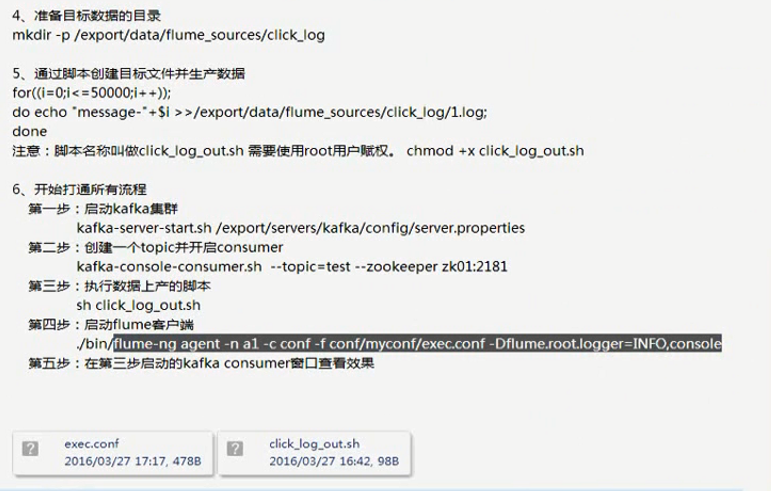 4、准备目标数据的目录
mkdir -p /export/data/flume_sources/click_log
5、通过脚本创建目标文件并生产数据
for((i=0;i<=50000;i++));
do echo "message-"+$i >>/export/data/flume_sources/click_log/1.log;
done
注意：脚本名称叫做click_log_out.sh 需要使用root用户赋权。 chmod +x click_log_out.sh
6、开始打通所有流程
第一步：启动kafka集群
kafka-server-start.sh /export/servers/kafka/config/server.properties
第二步：创建一个topic并开启consumer
kafka-console-consumer.sh --topic=test --zookeeper zk01:2181
第三步：执行数据上产的脚本
sh click_log_out.sh
第四步：启动flume客户端
./bin/flume-ng agent -n a1 -c conf -f conf/myconf/exec.conf -Dflume.root.logger=INFO,console
第五步：在第三步启动的kafka consumer窗口查看效果
exec.conf
2016/03/27 17:17, 478B
click_log_out.sh
2016/03/27 16:42, 98B